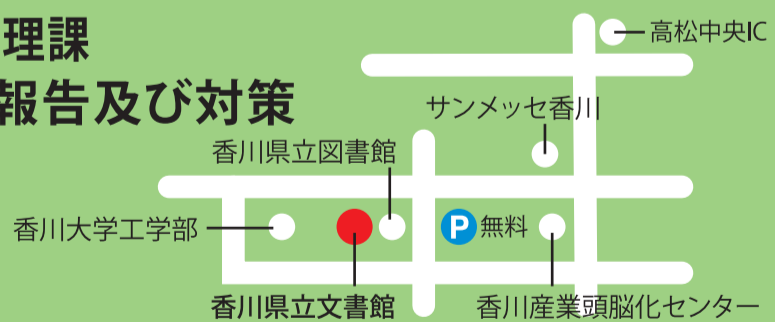 理課
報告及び対策
高松中央IC
サンメッセ香川
香川県立図書館
香川大学工学部
P 無料
香川県立文書館
香川産業頭脳化センター